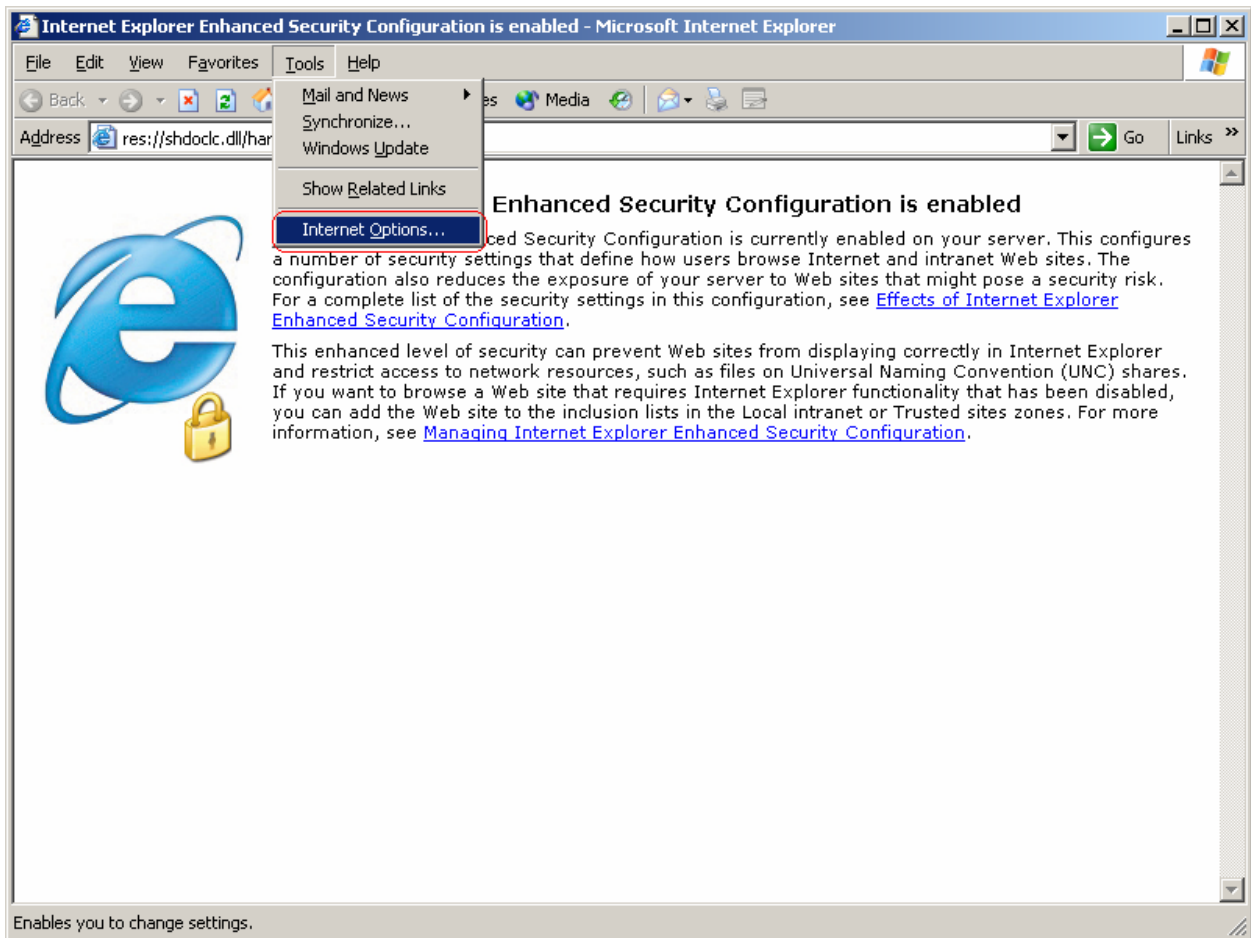 Internet Explorer Enhanced Security Configuration is enabled - Microsoft Internet Explorer
File Edit View Favorites Tools Help
Back es Media
Address res://shdoclc.dll/har Go Links »
Mail and News
Synchronize...
Windows Update
Show Related Links
Internet Options...
Enhanced Security Configuration is enabled
ced Security Configuration is currently enabled on your server. This configures
a number of security settings that define how users browse Internet and intranet Web sites. The
configuration also reduces the exposure of your server to Web sites that might pose a security risk.
For a complete list of the security settings in this configuration, see Effects of Internet Explorer
Enhanced Security Configuration.
This enhanced level of security can prevent Web sites from displaying correctly in Internet Explorer
and restrict access to network resources, such as files on Universal Naming Convention (UNC) shares.
If you want to browse a Web site that requires Internet Explorer functionality that has been disabled,
you can add the Web site to the inclusion lists in the Local intranet or Trusted sites zones. For more
information, see Managing Internet Explorer Enhanced Security Configuration.
Enables you to change settings.